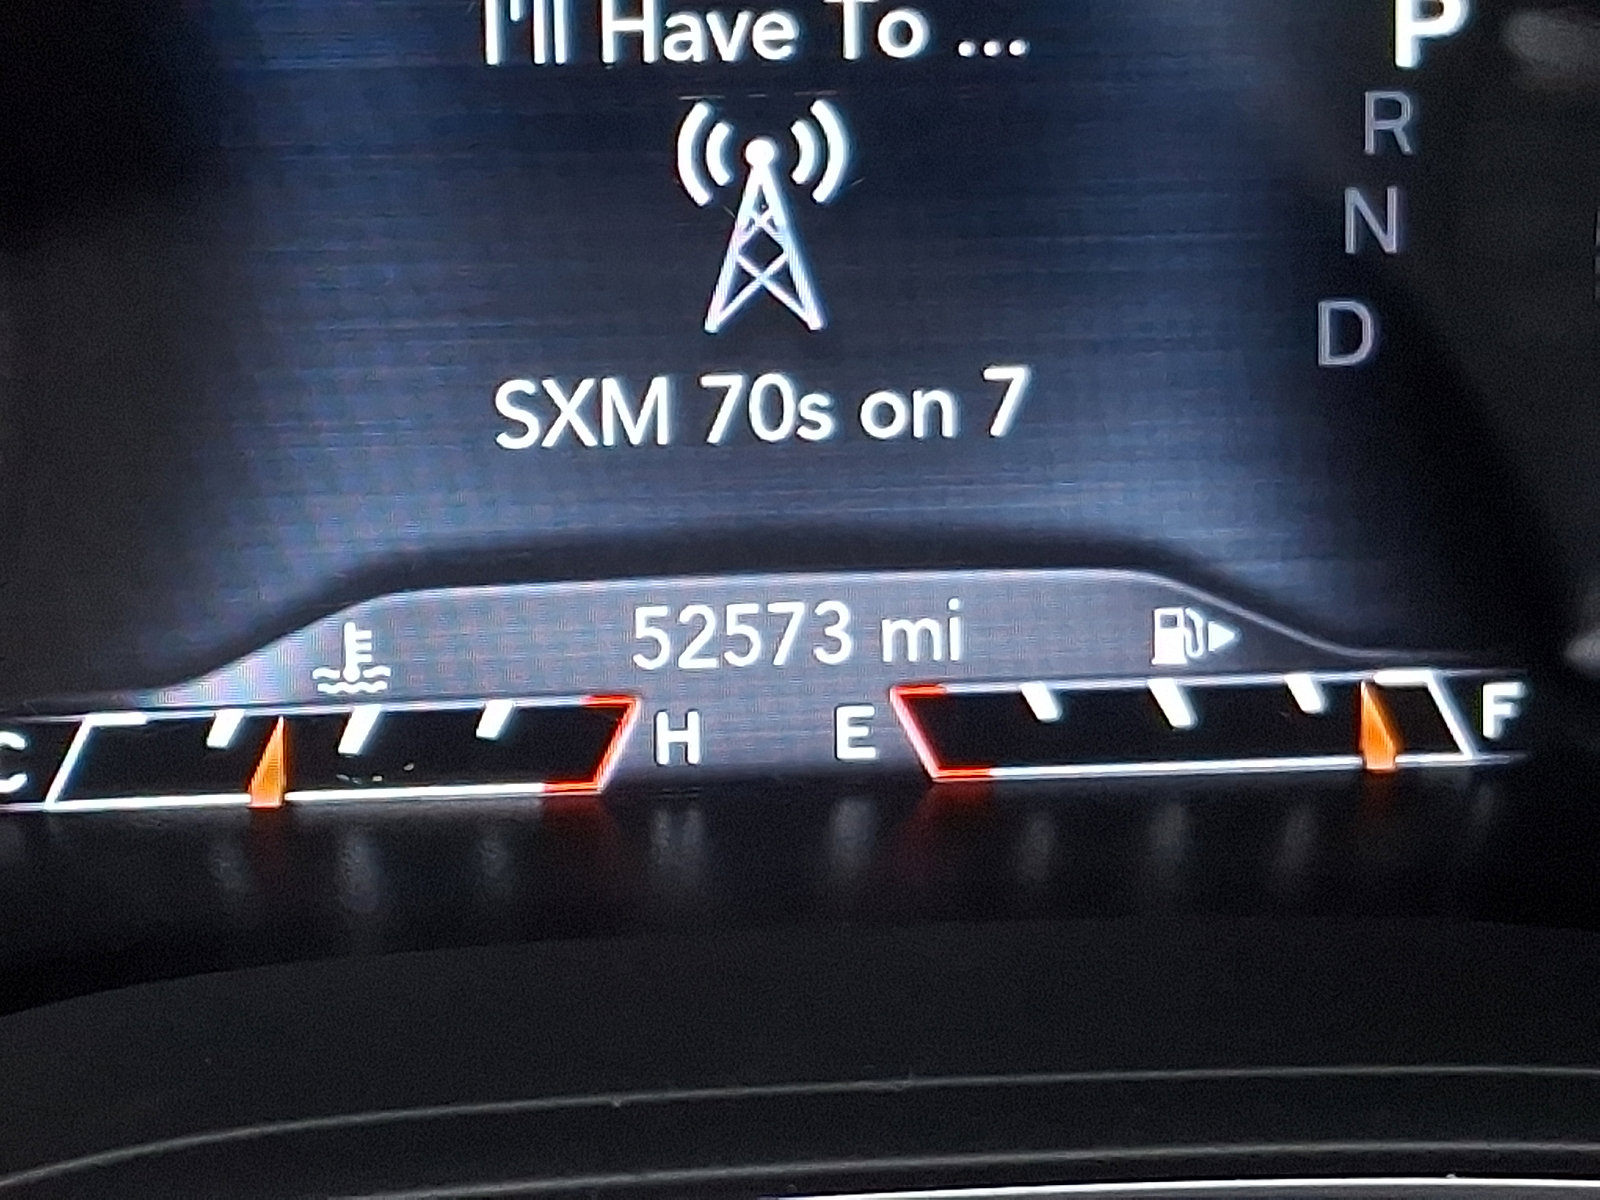 I'll Have To ...
P
R
N
D
SXM 70s on 7
52573 mi
C
H
E
F